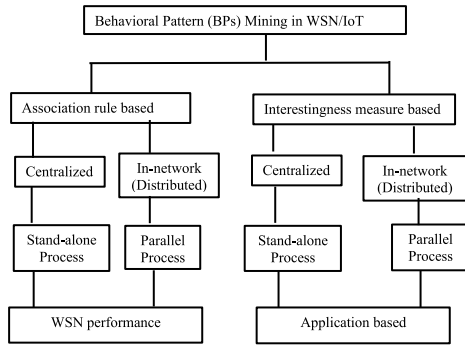 Behavioral Pattern (BPs) Mining in WSN/IoT
Association rule based
Interestingness measure based
Centralized
In-network
(Distributed)
Centralized
In-network
(Distributed)
Stand-alone
Process
Parallel
Process
Stand-alone
Process
Parallel
Process
WSN performance
Application based